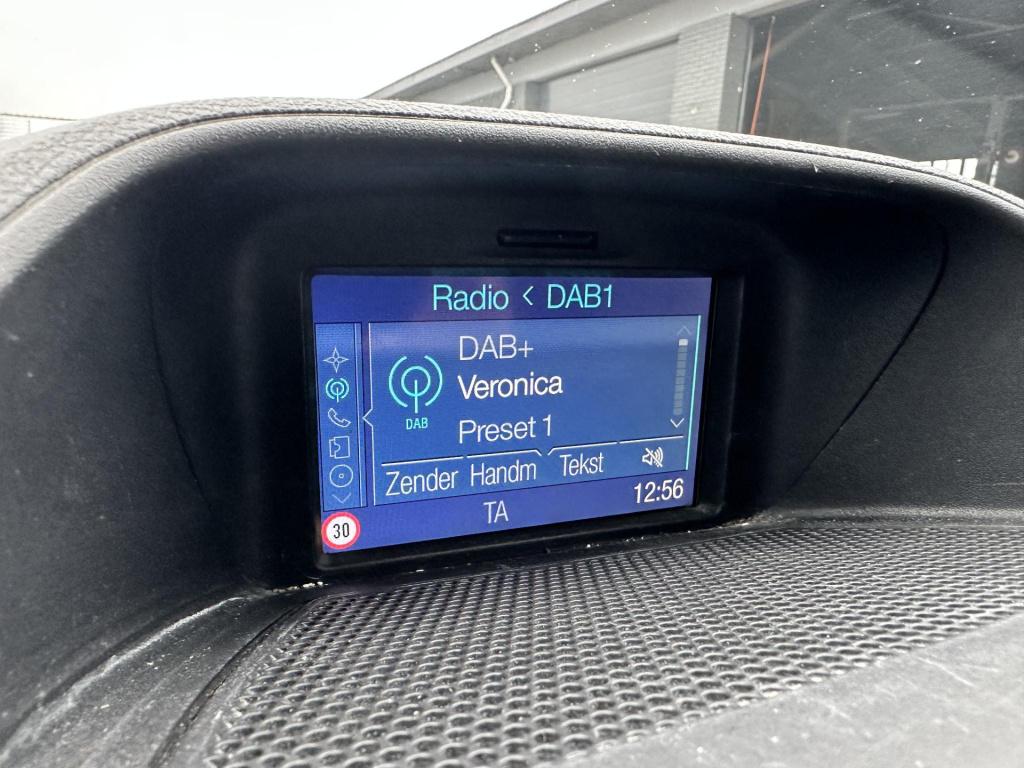 Radio < DAB1
DAB+
Veronica
DAB
Preset 1
Zender Handm Tekst
12:56
TA
30